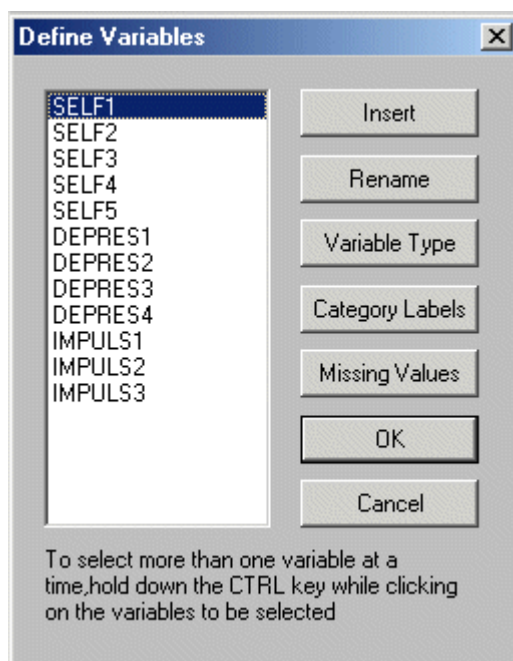 Define Variables
SELF1
SELF2
SELF3
SELF4
SELF5
DEPRES1
DEPRES2
DEPRES3
DEPRES4
IMPULS1
IMPULS2
IMPULS3
Insert
Rename
Variable Type
Category Labels
Missing Values
OK
Cancel
To select more than one variable at a
time,hold down the CTRL key while clicking
on the variables to be selected